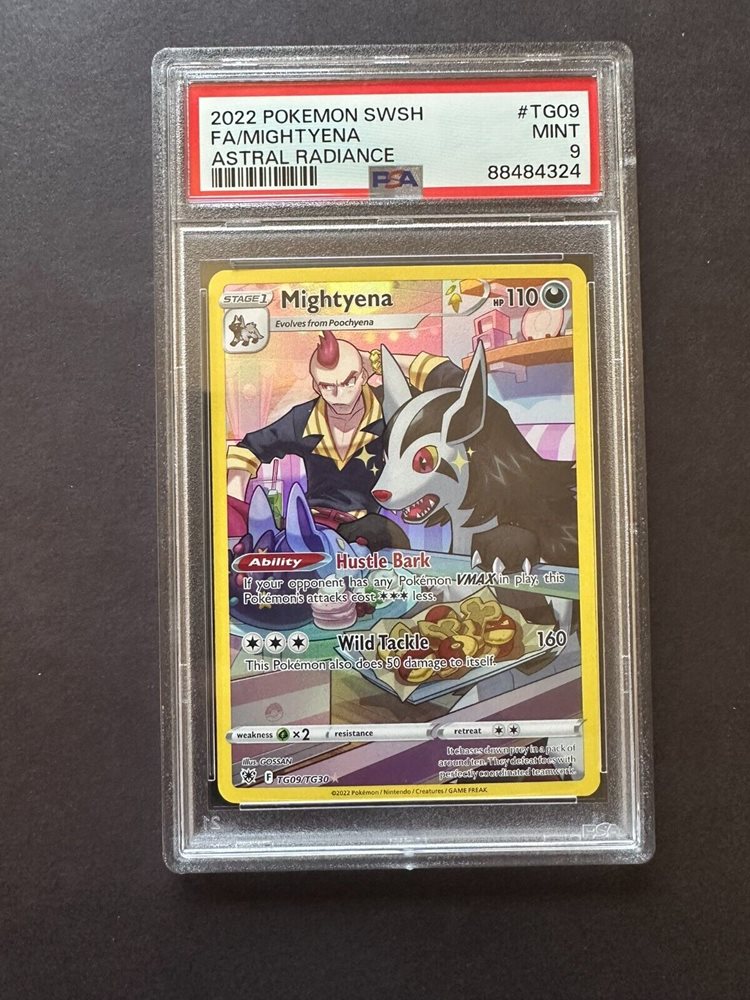 2022 POKEMON SWSH #TG09
FA/MIGHTYENA MINT
ASTRAL RADIANCE 9
PSA 88484324
STAGE 1 Mightyena HP 110
Evolves from Poochyena
Ability Hustle Bark
If your opponent has any Pokémon VMAX in play, this
Pokémon's attacks cost less.
Wild Tackle 160
This Pokémon also does 50 damage to itself.
weakness ×2 resistance retreat
Illus. GOSSAN
It chases down prey in a pack of
around ten. They defeat foes with
perfectly coordinated teamwork.
F TG09/TG30
©2022 Pokémon / Nintendo / Creatures / GAME FREAK